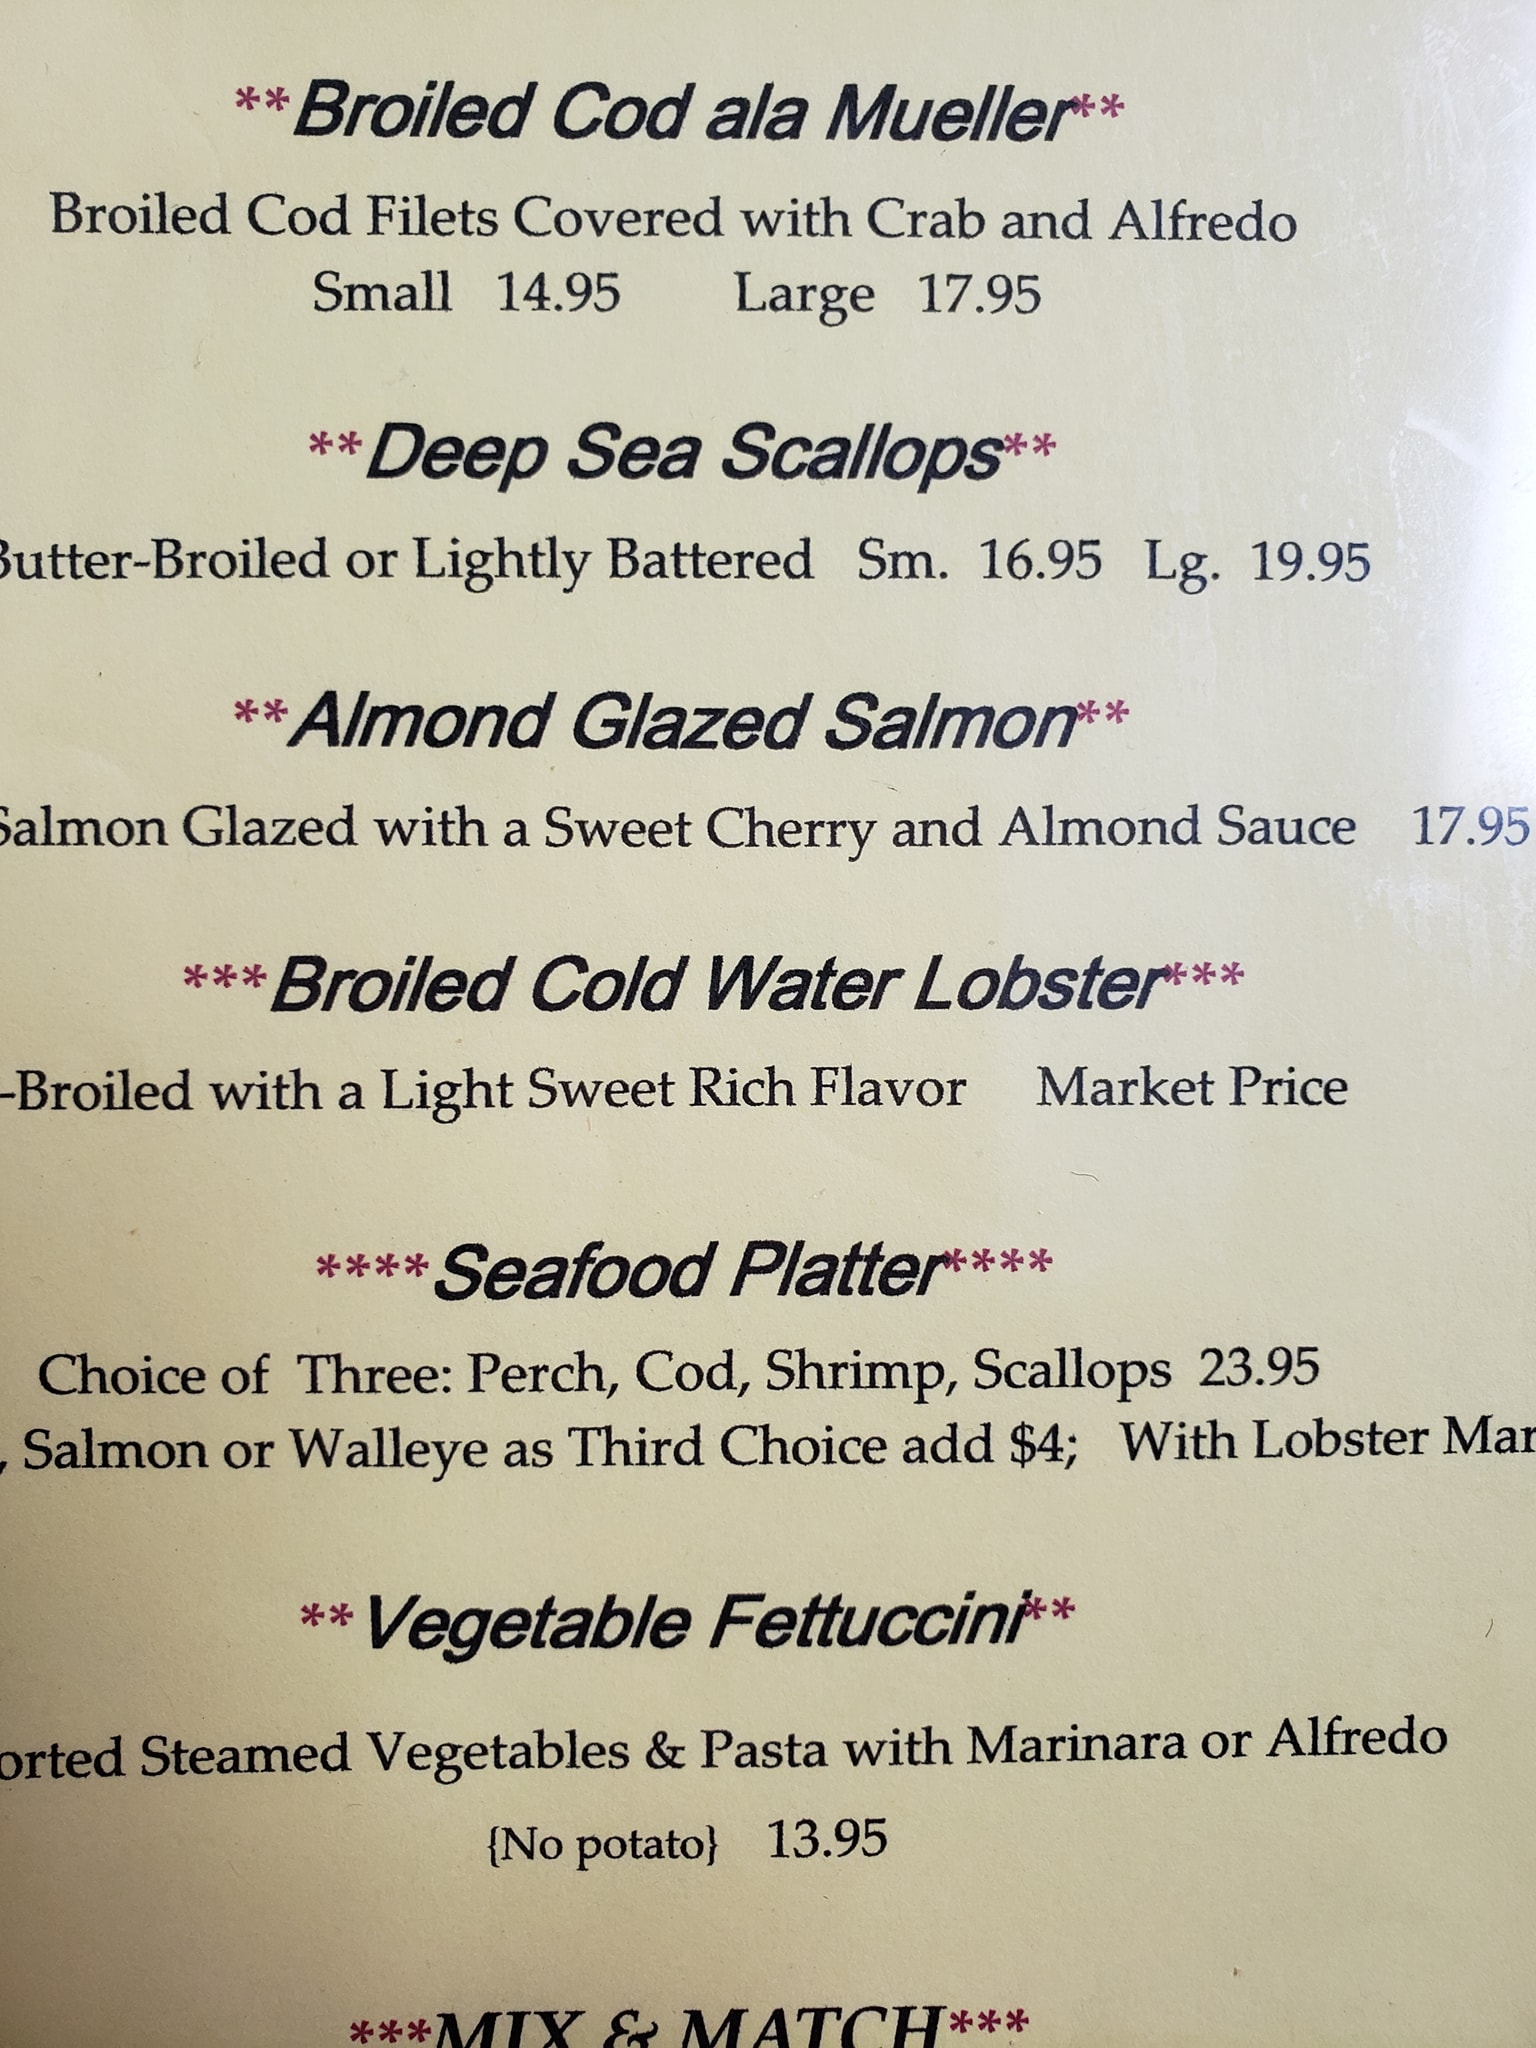 **Broiled Cod ala Mueller**
Broiled Cod Filets Covered with Crab and Alfredo
Small 14.95 Large 17.95
**Deep Sea Scallops**
Butter-Broiled or Lightly Battered Sm. 16.95 Lg. 19.95
**Almond Glazed Salmon**
Salmon Glazed with a Sweet Cherry and Almond Sauce 17.95
***Broiled Cold Water Lobster***
-Broiled with a Light Sweet Rich Flavor Market Price
****Seafood Platter****
Choice of Three: Perch, Cod, Shrimp, Scallops 23.95
, Salmon or Walleye as Third Choice add $4; With Lobster Mar
**Vegetable Fettuccini**
orted Steamed Vegetables & Pasta with Marinara or Alfredo
{No potato} 13.95
***MIX & MATCH***